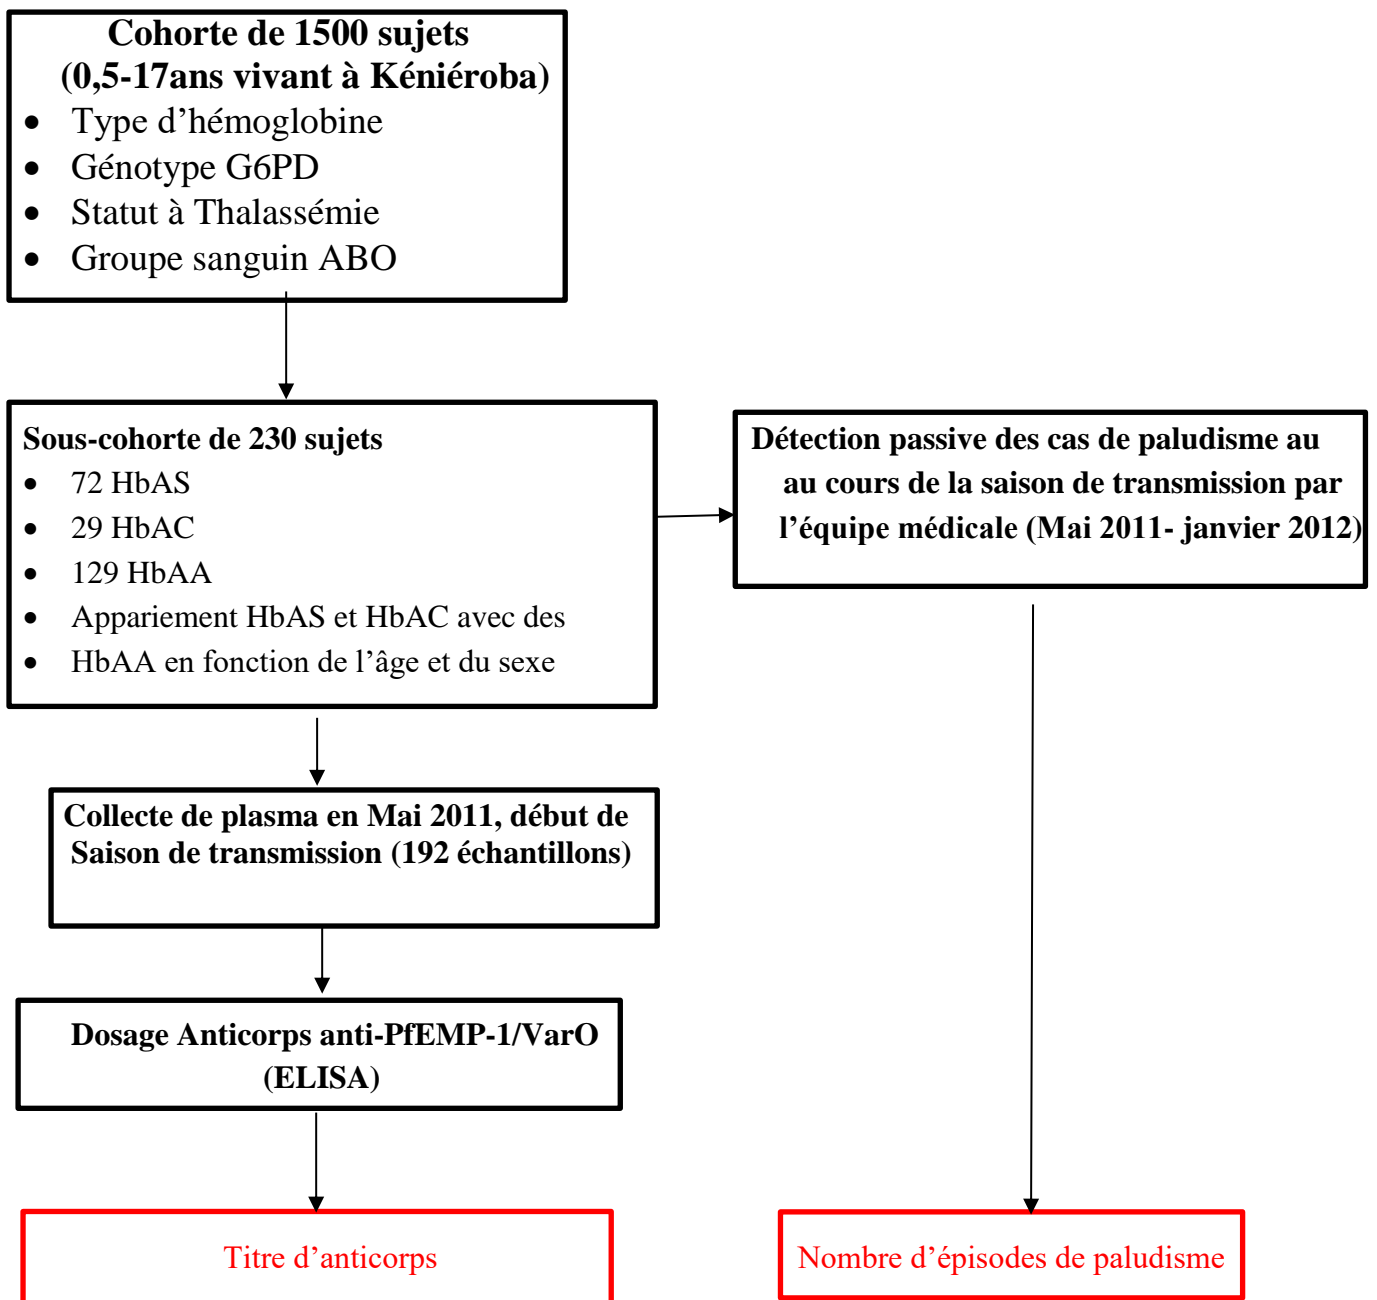 Cohorte de 1500 sujets
(0,5-17ans vivant à Kéniéroba)
• Type d’hémoglobine
• Génotype G6PD
• Statut à Thalassémie
• Groupe sanguin ABO
Sous-cohorte de 230 sujets
• 72 HbAS
• 29 HbAC
• 129 HbAA
• Appariement HbAS et HbAC avec des
• HbAA en fonction de l’âge et du sexe
Détection passive des cas de paludisme au
au cours de la saison de transmission par
l’équipe médicale (Mai 2011- janvier 2012)
Collecte de plasma en Mai 2011, début de
Saison de transmission (192 échantillons)
Dosage Anticorps anti-PfEMP-1/VarO
(ELISA)
Titre d’anticorps
Nombre d’épisodes de paludisme